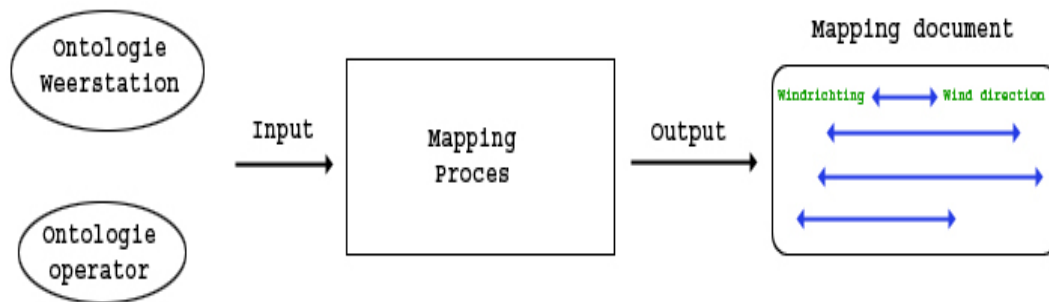 Ontologie
Weerstation
Ontologie
operator
Input
Mapping
Proces
Output
Mapping document
Windrichting
Wind direction